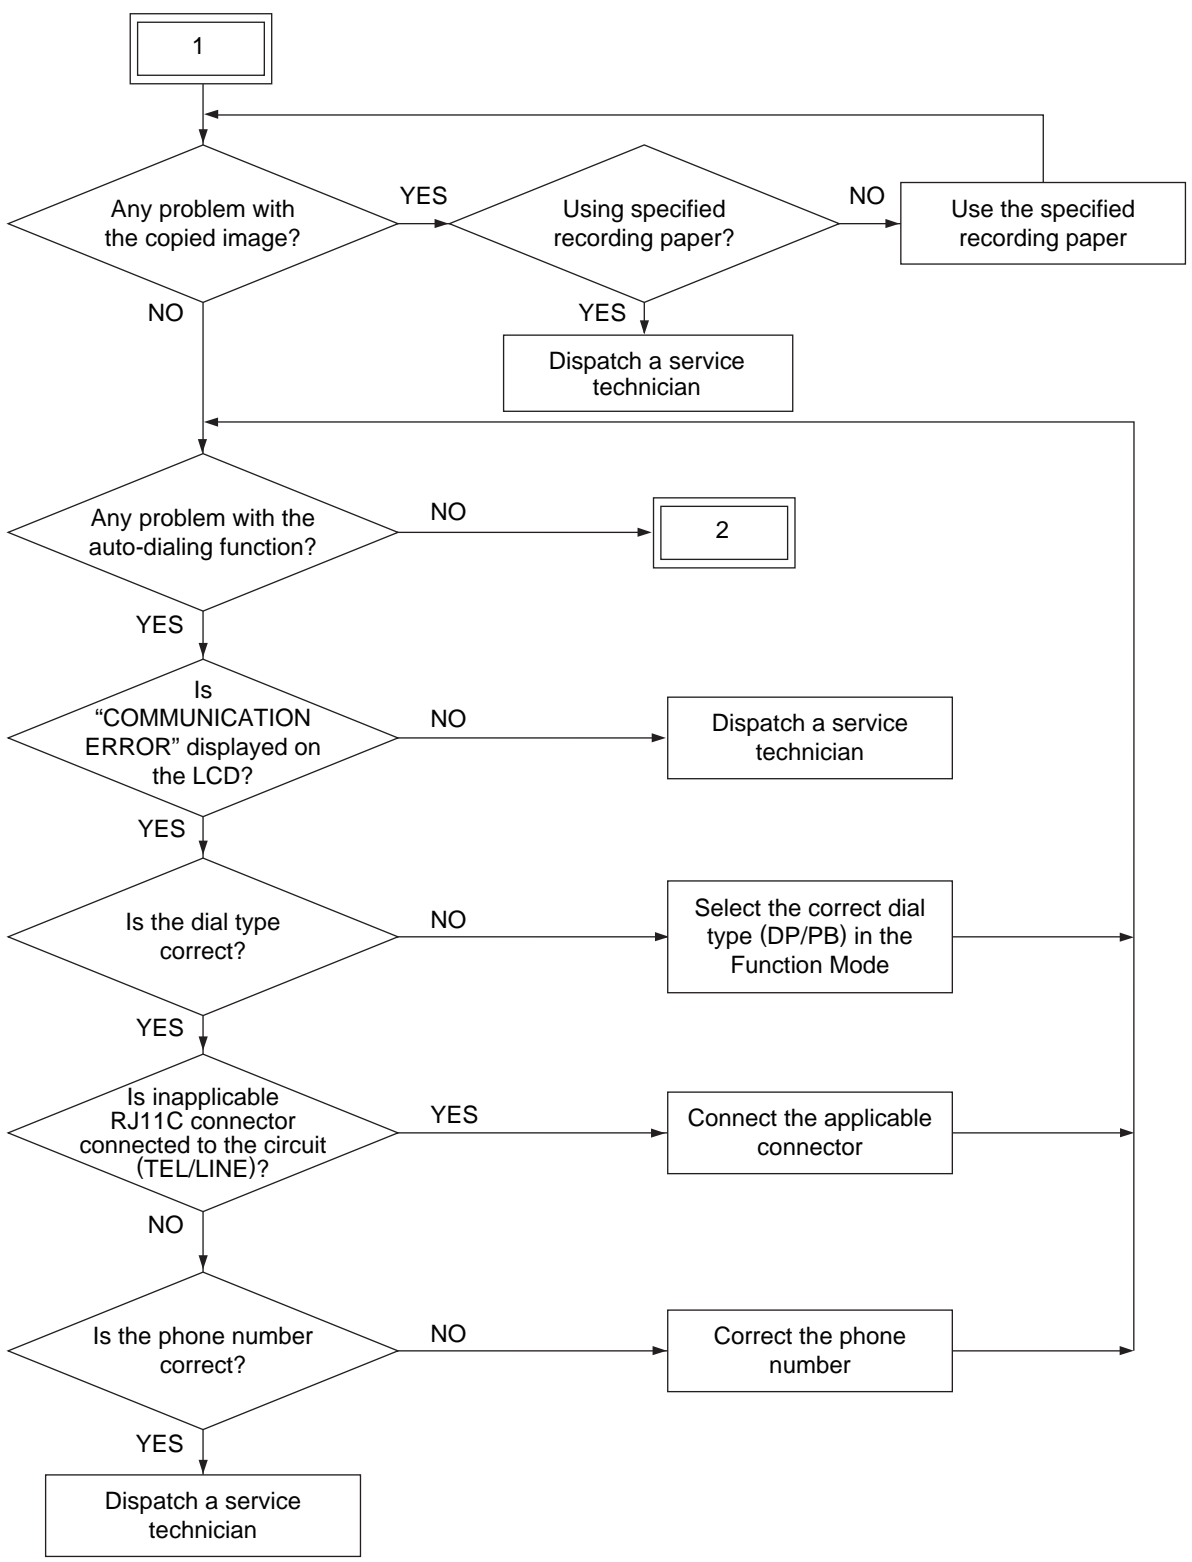 1
Any problem with
the copied image?
YES
Using specified
recording paper?
NO
Use the specified
recording paper
NO
YES
Dispatch a service
technician
Any problem with the
auto-dialing function?
NO
2
YES
Is
“COMMUNICATION
ERROR” displayed on
the LCD?
NO
Dispatch a service
technician
YES
Is the dial type
correct?
NO
Select the correct dial
type (DP/PB) in the
Function Mode
YES
Is inapplicable
RJ11C connector
connected to the circuit
(TEL/LINE)?
YES
Connect the applicable
connector
NO
Is the phone number
correct?
NO
Correct the phone
number
YES
Dispatch a service
technician